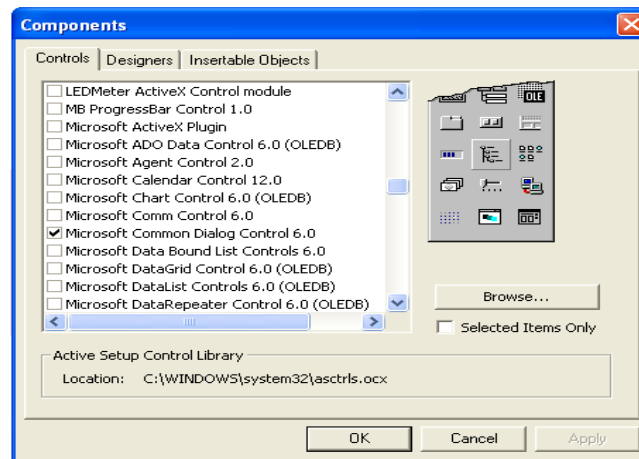 Components
Controls
Designers
Insertable Objects
LEDMeter ActiveX Control module
MB ProgressBar Control 1.0
Microsoft ActiveX Plugin
Microsoft ADO Data Control 6.0 (OLEDB)
Microsoft Agent Control 2.0
Microsoft Calendar Control 12.0
Microsoft Chart Control 6.0 (OLEDB)
Microsoft Comm Control 6.0
Microsoft Common Dialog Control 6.0
Microsoft Data Bound List Controls 6.0
Microsoft DataGrid Control 6.0 (OLEDB)
Microsoft DataList Controls 6.0 (OLEDB)
Microsoft DataRepeater Control 6.0 (OLEDB)
OLE
Browse...
Selected Items Only
Active Setup Control Library
Location: C:\WINDOWS\system32\asctrls.ocx
OK
Cancel
Apply